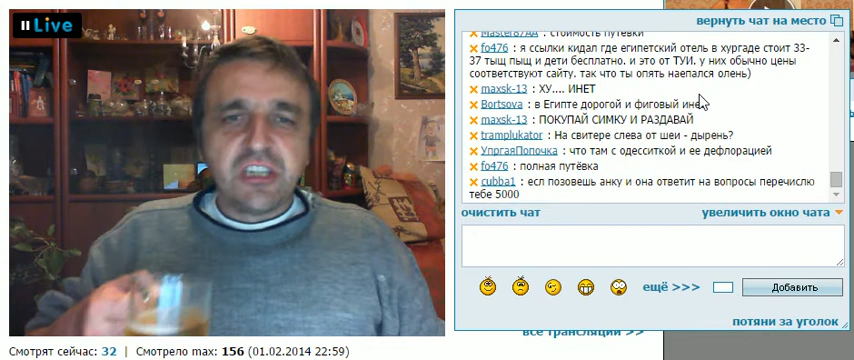 Live
вернуть чат на место
Master87AA : стоимость путевки
fo476 : я ссылки кидал где египетский отель в хургаде стоит 33-
37 тыщ пыщ и дети бесплатно. и это от ТУИ. у них обычно цены
соответствуют сайту. так что ты опять наепался олень)
maxsk-13 : ХУ.... ИНЕТ
Bortsova : в Египте дорогой и фиговый ине
maxsk-13 : ПОКУПАЙ СИМКУ И РАЗДАВАЙ
tramplukator : На свитере слева от шеи - дырень?
УпргаяПопочка : что там с одесситкой и ее дефлорацией
fo476 : полная путёвка
cubba1 : есл позовешь анку и она ответит на вопросы перечислю
тебе 5000
очистить чат увеличить окно чата
ещё >>> Добавить
потяни за уголок
все трансляции >>
Смотрят сейчас: 32 | Смотрело max: 156 (01.02.2014 22:59)